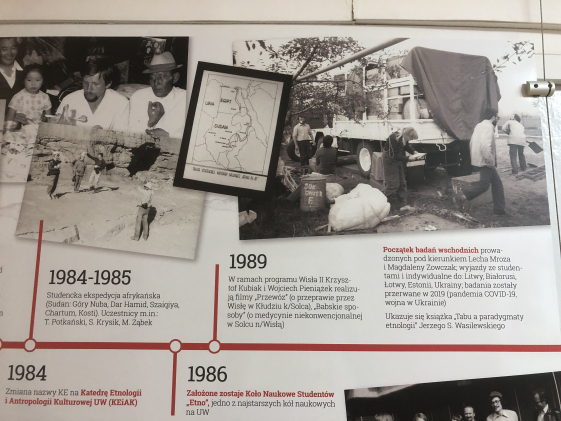 1984-1985
Studencka ekspedycja afrykańska
(Sudan: Góry Nuba, Dar Hamid, Szaigiya,
Chartum, Kosti). Uczestnicy m.in.:
T. Potkański, S. Krysik, M. Ząbek
1989
W ramach programu Wisła II Krzysz-
tof Kubiak i Wojciech Pieniążek realizu-
ją filmy „Przewóz" (o przeprawie przez
Wisłę w Kłudziu k/Solca), „Babskie spo-
soby" (o medycynie niekonwencjonalnej
w Solcu n/Wisłą)
Początek badań wschodnich prowa-
dzonych pod kierunkiem Lecha Mroza
i Magdaleny Zowczak; wyjazdy ze studen-
tami i indywidualne do: Litwy, Białorusi,
Łotwy, Estonii, Ukrainy; badania zostały
przerwane w 2019 (pandemia COVID-19,
wojna w Ukrainie)
Ukazuje się książka „Tabu a paradygmaty
etnologii" Jerzego S. Wasilewskiego
1984
Zmiana nazwy KE na Katedrę Etnologii
i Antropologii Kulturowej UW (KEiAK)
1986
Założone zostaje Koło Naukowe Studentów
„Etno", jedno z najstarszych kół naukowych
na UW
EGYPT
SUDAN